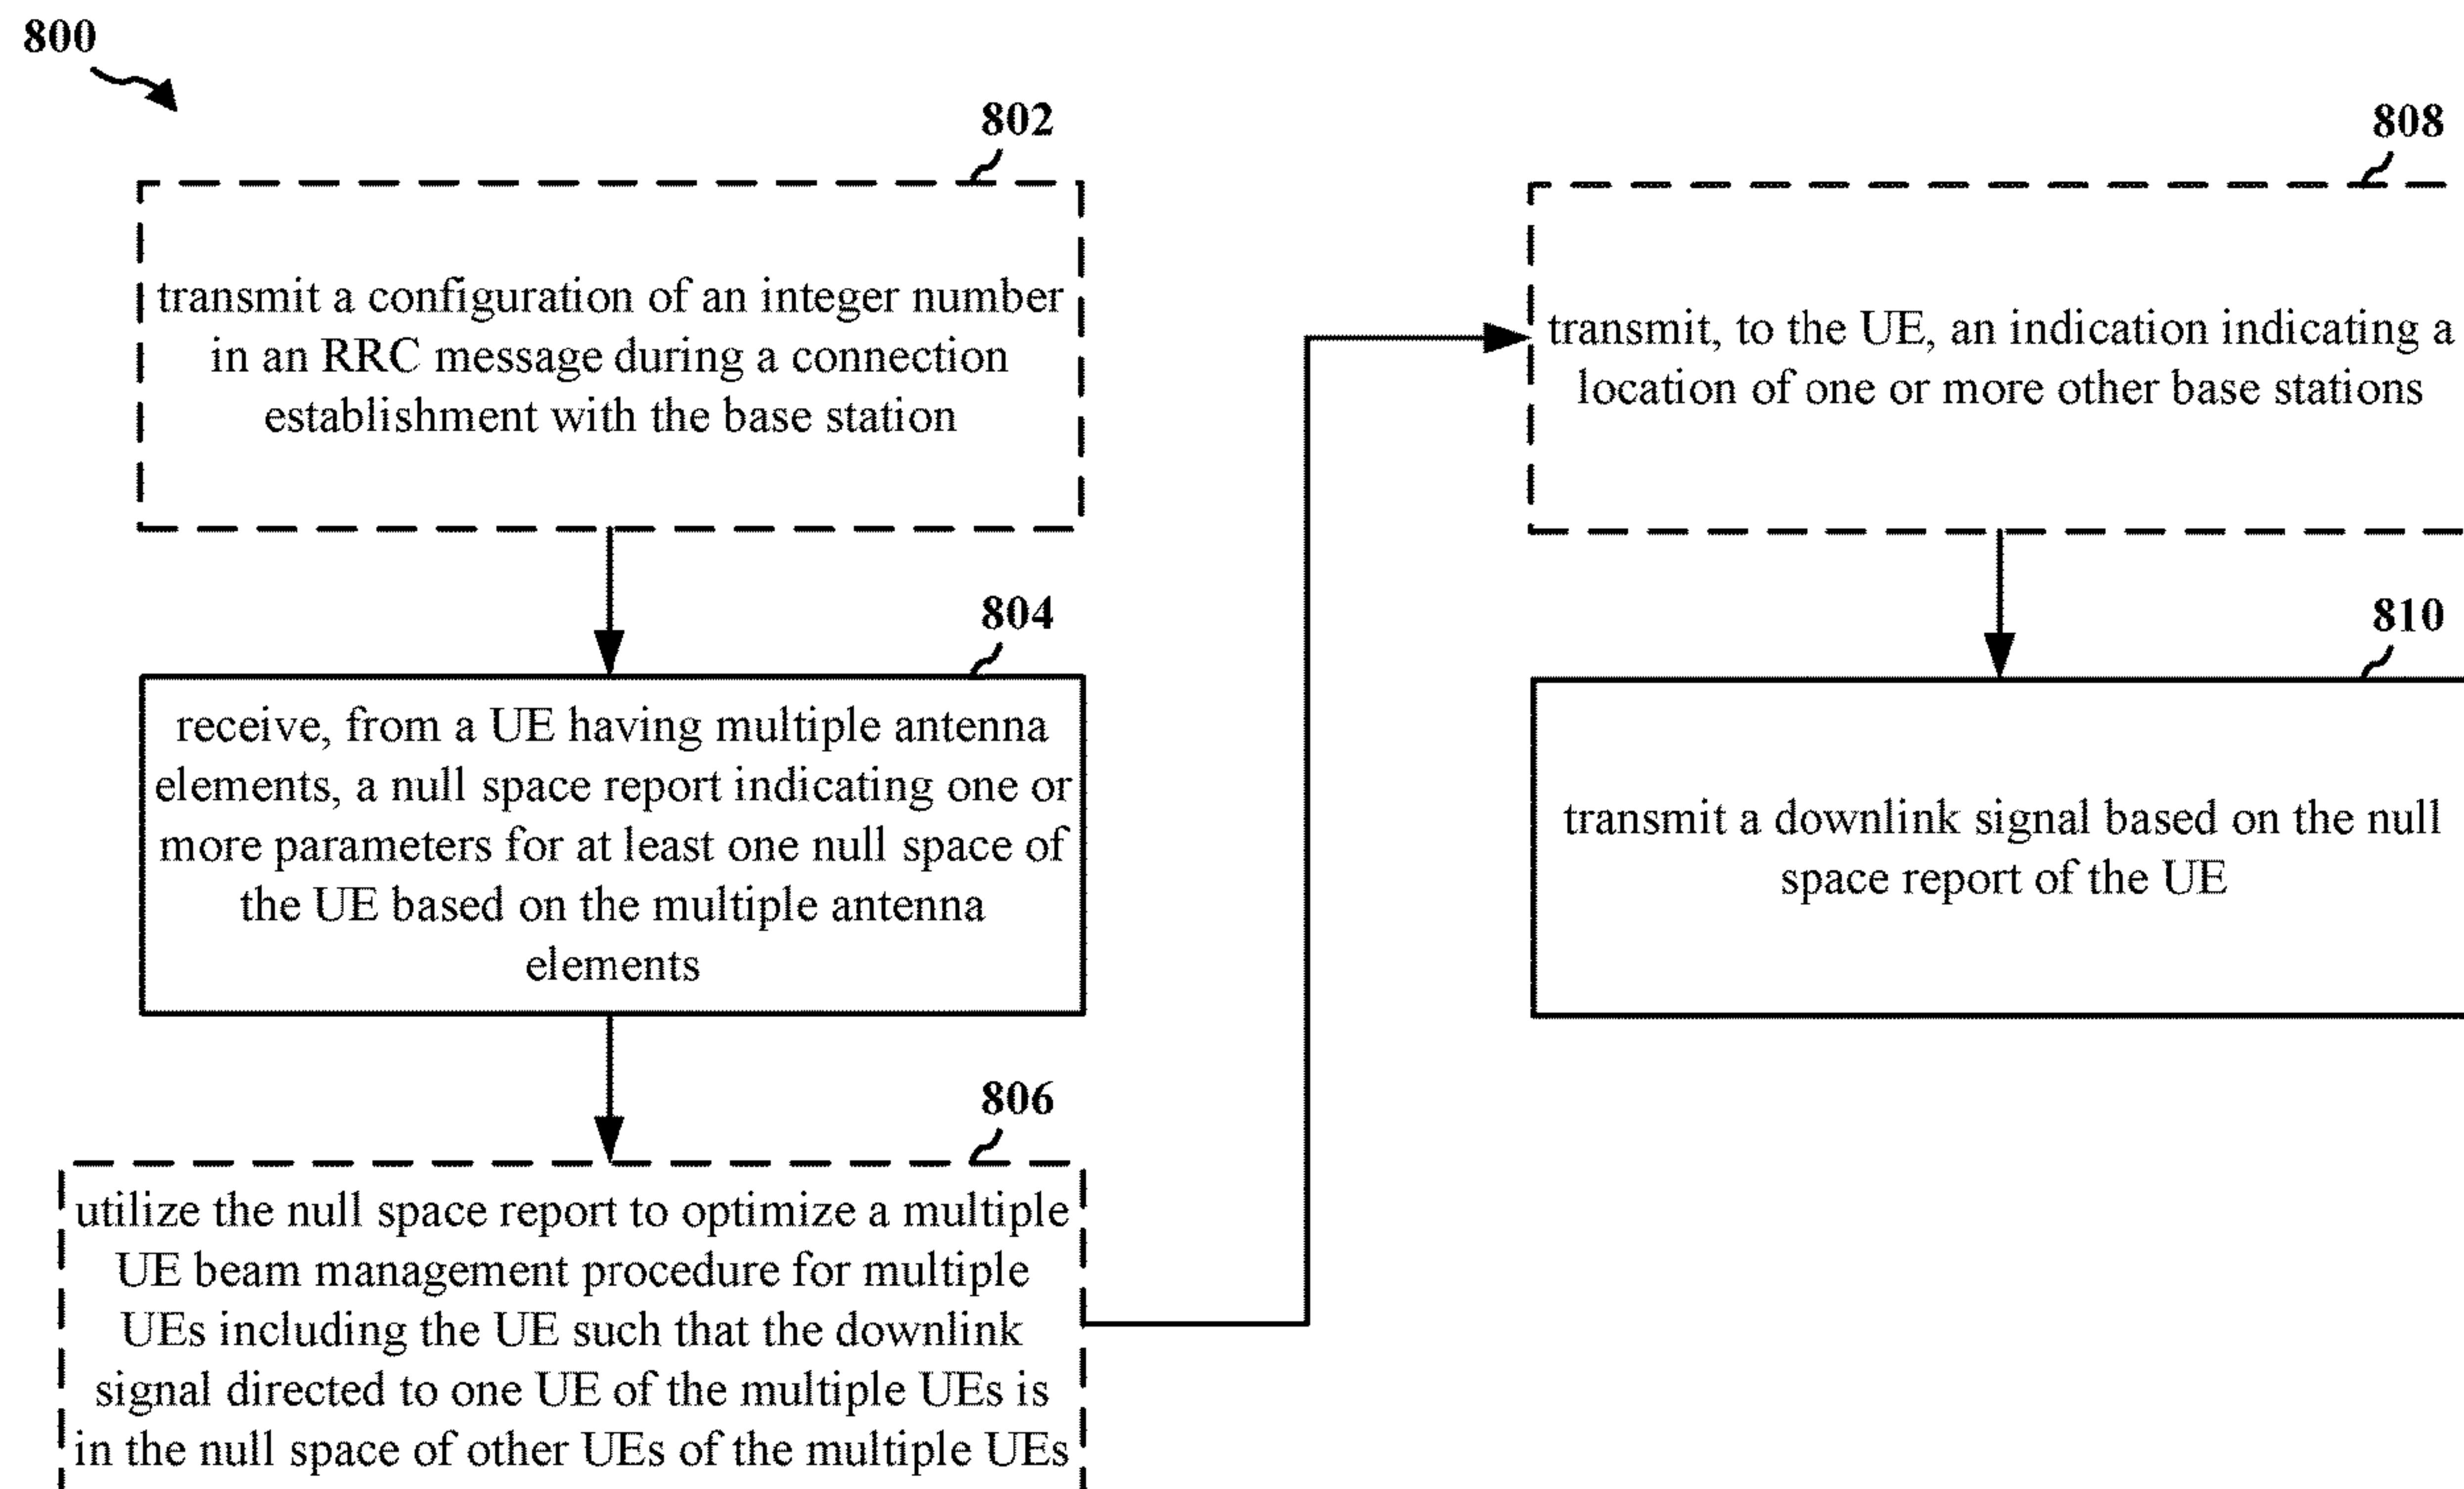 800
802
transmit a configuration of an integer number
in an RRC message during a connection
establishment with the base station
804
receive, from a UE having multiple antenna
elements, a null space report indicating one or
more parameters for at least one null space of
the UE based on the multiple antenna
elements
806
utilize the null space report to optimize a multiple
UE beam management procedure for multiple
UEs including the UE such that the downlink
signal directed to one UE of the multiple UEs is
in the null space of other UEs of the multiple UEs
808
transmit, to the UE, an indication indicating a
location of one or more other base stations
810
transmit a downlink signal based on the null
space report of the UE